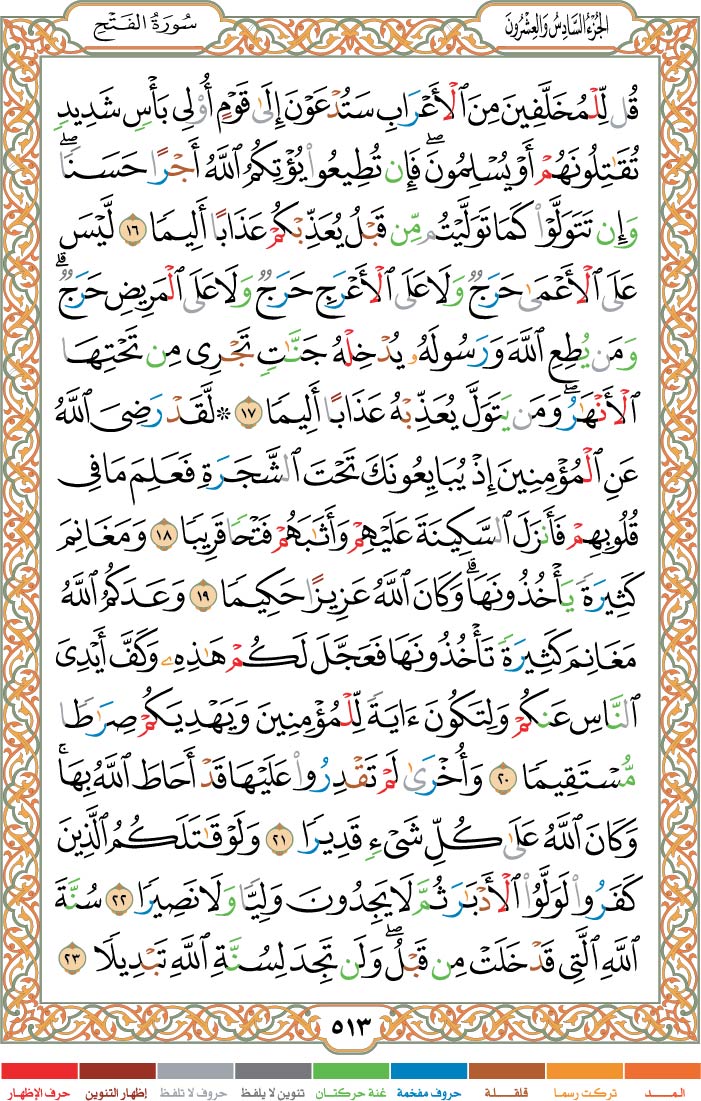 الجُزْءُ السَّادِسُ وَالعِشْرُونَ
سُورَةُ الفَتْحِ
قُل لِّلْمُخَلَّفِينَ مِنَ ٱلْأَعْرَابِ سَتُدْعَوْنَ إِلَىٰ قَوْمٍ أُو۟لِى بَأْسٍ شَدِيدٍ
تُقَـٰتِلُونَهُمْ أَوْ يُسْلِمُونَ ۖ فَإِن تُطِيعُوا۟ يُؤْتِكُمُ ٱللَّهُ أَجْرًا حَسَنًا ۖ
وَإِن تَتَوَلَّوْا۟ كَمَا تَوَلَّيْتُم مِّن قَبْلُ يُعَذِّبْكُمْ عَذَابًا أَلِيمًا ١٦ لَّيْسَ
عَلَى ٱلْأَعْمَىٰ حَرَجٌ وَلَا عَلَى ٱلْأَعْرَجِ حَرَجٌ وَلَا عَلَى ٱلْمَرِيضِ حَرَجٌ ۗ
وَمَن يُطِعِ ٱللَّهَ وَرَسُولَهُۥ يُدْخِلْهُ جَنَّـٰتٍ تَجْرِى مِن تَحْتِهَا
ٱلْأَنْهَـٰرُ ۖ وَمَن يَتَوَلَّ يُعَذِّبْهُ عَذَابًا أَلِيمًا ١٧ * لَّقَدْ رَضِىَ ٱللَّهُ
عَنِ ٱلْمُؤْمِنِينَ إِذْ يُبَايِعُونَكَ تَحْتَ ٱلشَّجَرَةِ فَعَلِمَ مَا فِى
قُلُوبِهِمْ فَأَنزَلَ ٱلسَّكِينَةَ عَلَيْهِمْ وَأَثَـٰبَهُمْ فَتْحًا قَرِيبًا ١٨ وَمَغَانِمَ
كَثِيرَةً يَأْخُذُونَهَا ۗ وَكَانَ ٱللَّهُ عَزِيزًا حَكِيمًا ١٩ وَعَدَكُمُ ٱللَّهُ
مَغَانِمَ كَثِيرَةً تَأْخُذُونَهَا فَعَجَّلَ لَكُمْ هَـٰذِهِۦ وَكَفَّ أَيْدِىَ
ٱلنَّاسِ عَنكُمْ وَلِتَكُونَ ءَايَةً لِّلْمُؤْمِنِينَ وَيَهْدِيَكُمْ صِرَٰطًا
مُّسْتَقِيمًا ٢٠ وَأُخْرَىٰ لَمْ تَقْدِرُوا۟ عَلَيْهَا قَدْ أَحَاطَ ٱللَّهُ بِهَا ۚ
وَكَانَ ٱللَّهُ عَلَىٰ كُلِّ شَىْءٍ قَدِيرًا ٢١ وَلَوْ قَـٰتَلَكُمُ ٱلَّذِينَ
كَفَرُوا۟ لَوَلَّوُا۟ ٱلْأَدْبَـٰرَ ثُمَّ لَا يَجِدُونَ وَلِيًّا وَلَا نَصِيرًا ٢٢ سُنَّةَ
ٱللَّهِ ٱلَّتِى قَدْ خَلَتْ مِن قَبْلُ ۖ وَلَن تَجِدَ لِسُنَّةِ ٱللَّهِ تَبْدِيلًا ٢٣
٥١٣
المـــد تركت رسما قلقـلة حروف مفخمة غنة حركتان تنوين لا يلفظ حروف لا تلفظ إظهار التنوين حرف الإظهار